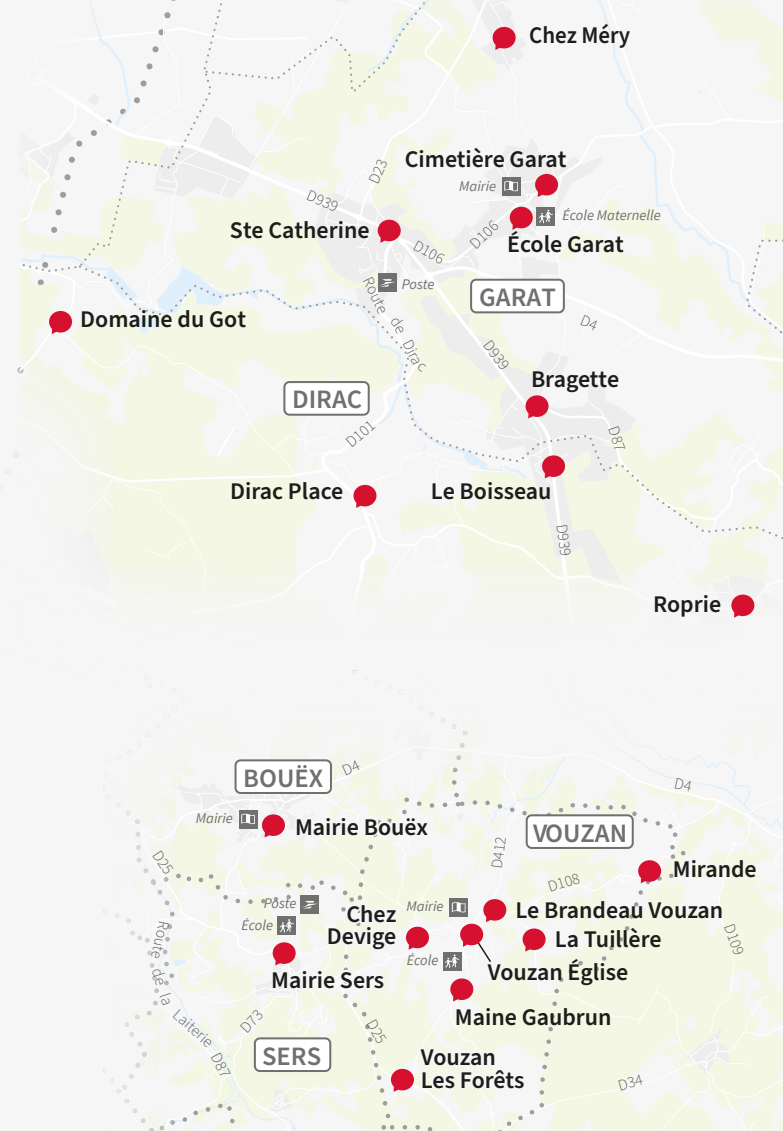 Chez Méry
Cimetière Garat
Mairie
D23
D939
École Maternelle
Ste Catherine
D106
D106
École Garat
Poste
GARAT
Route de Dirac
Domaine du Got
D4
D939
Bragette
DIRAC
D101
D87
Dirac Place
Le Boisseau
D939
Roprie
BOUËX
D4
D4
Mairie
Mairie Bouëx
VOUZAN
D412
D25
Mirande
D108
Poste
Chez
Devige
Mairie
Le Brandeau Vouzan
École
La Tuillère
D109
Route de la Laiterie
École
Mairie Sers
Vouzan Église
Maine Gaubrun
D73
D25
SERS
D87
Vouzan
Les Forêts
D34